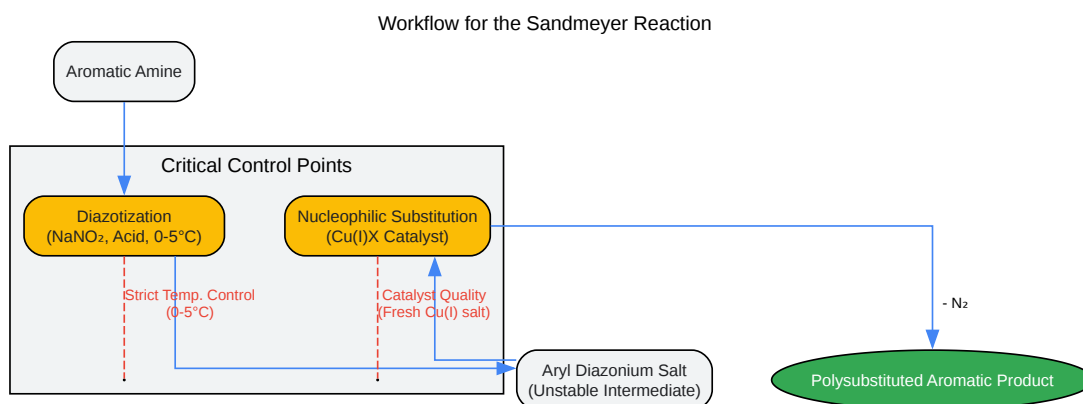 Workflow for the Sandmeyer Reaction
Aromatic Amine
Critical Control Points
Diazotization
(NaNO₂, Acid, 0-5°C)
Nucleophilic Substitution
(Cu(I)X Catalyst)
Strict Temp. Control
(0-5°C)
Catalyst Quality
(Fresh Cu(I) salt)
- N₂
Aryl Diazonium Salt
(Unstable Intermediate)
Polysubstituted Aromatic Product